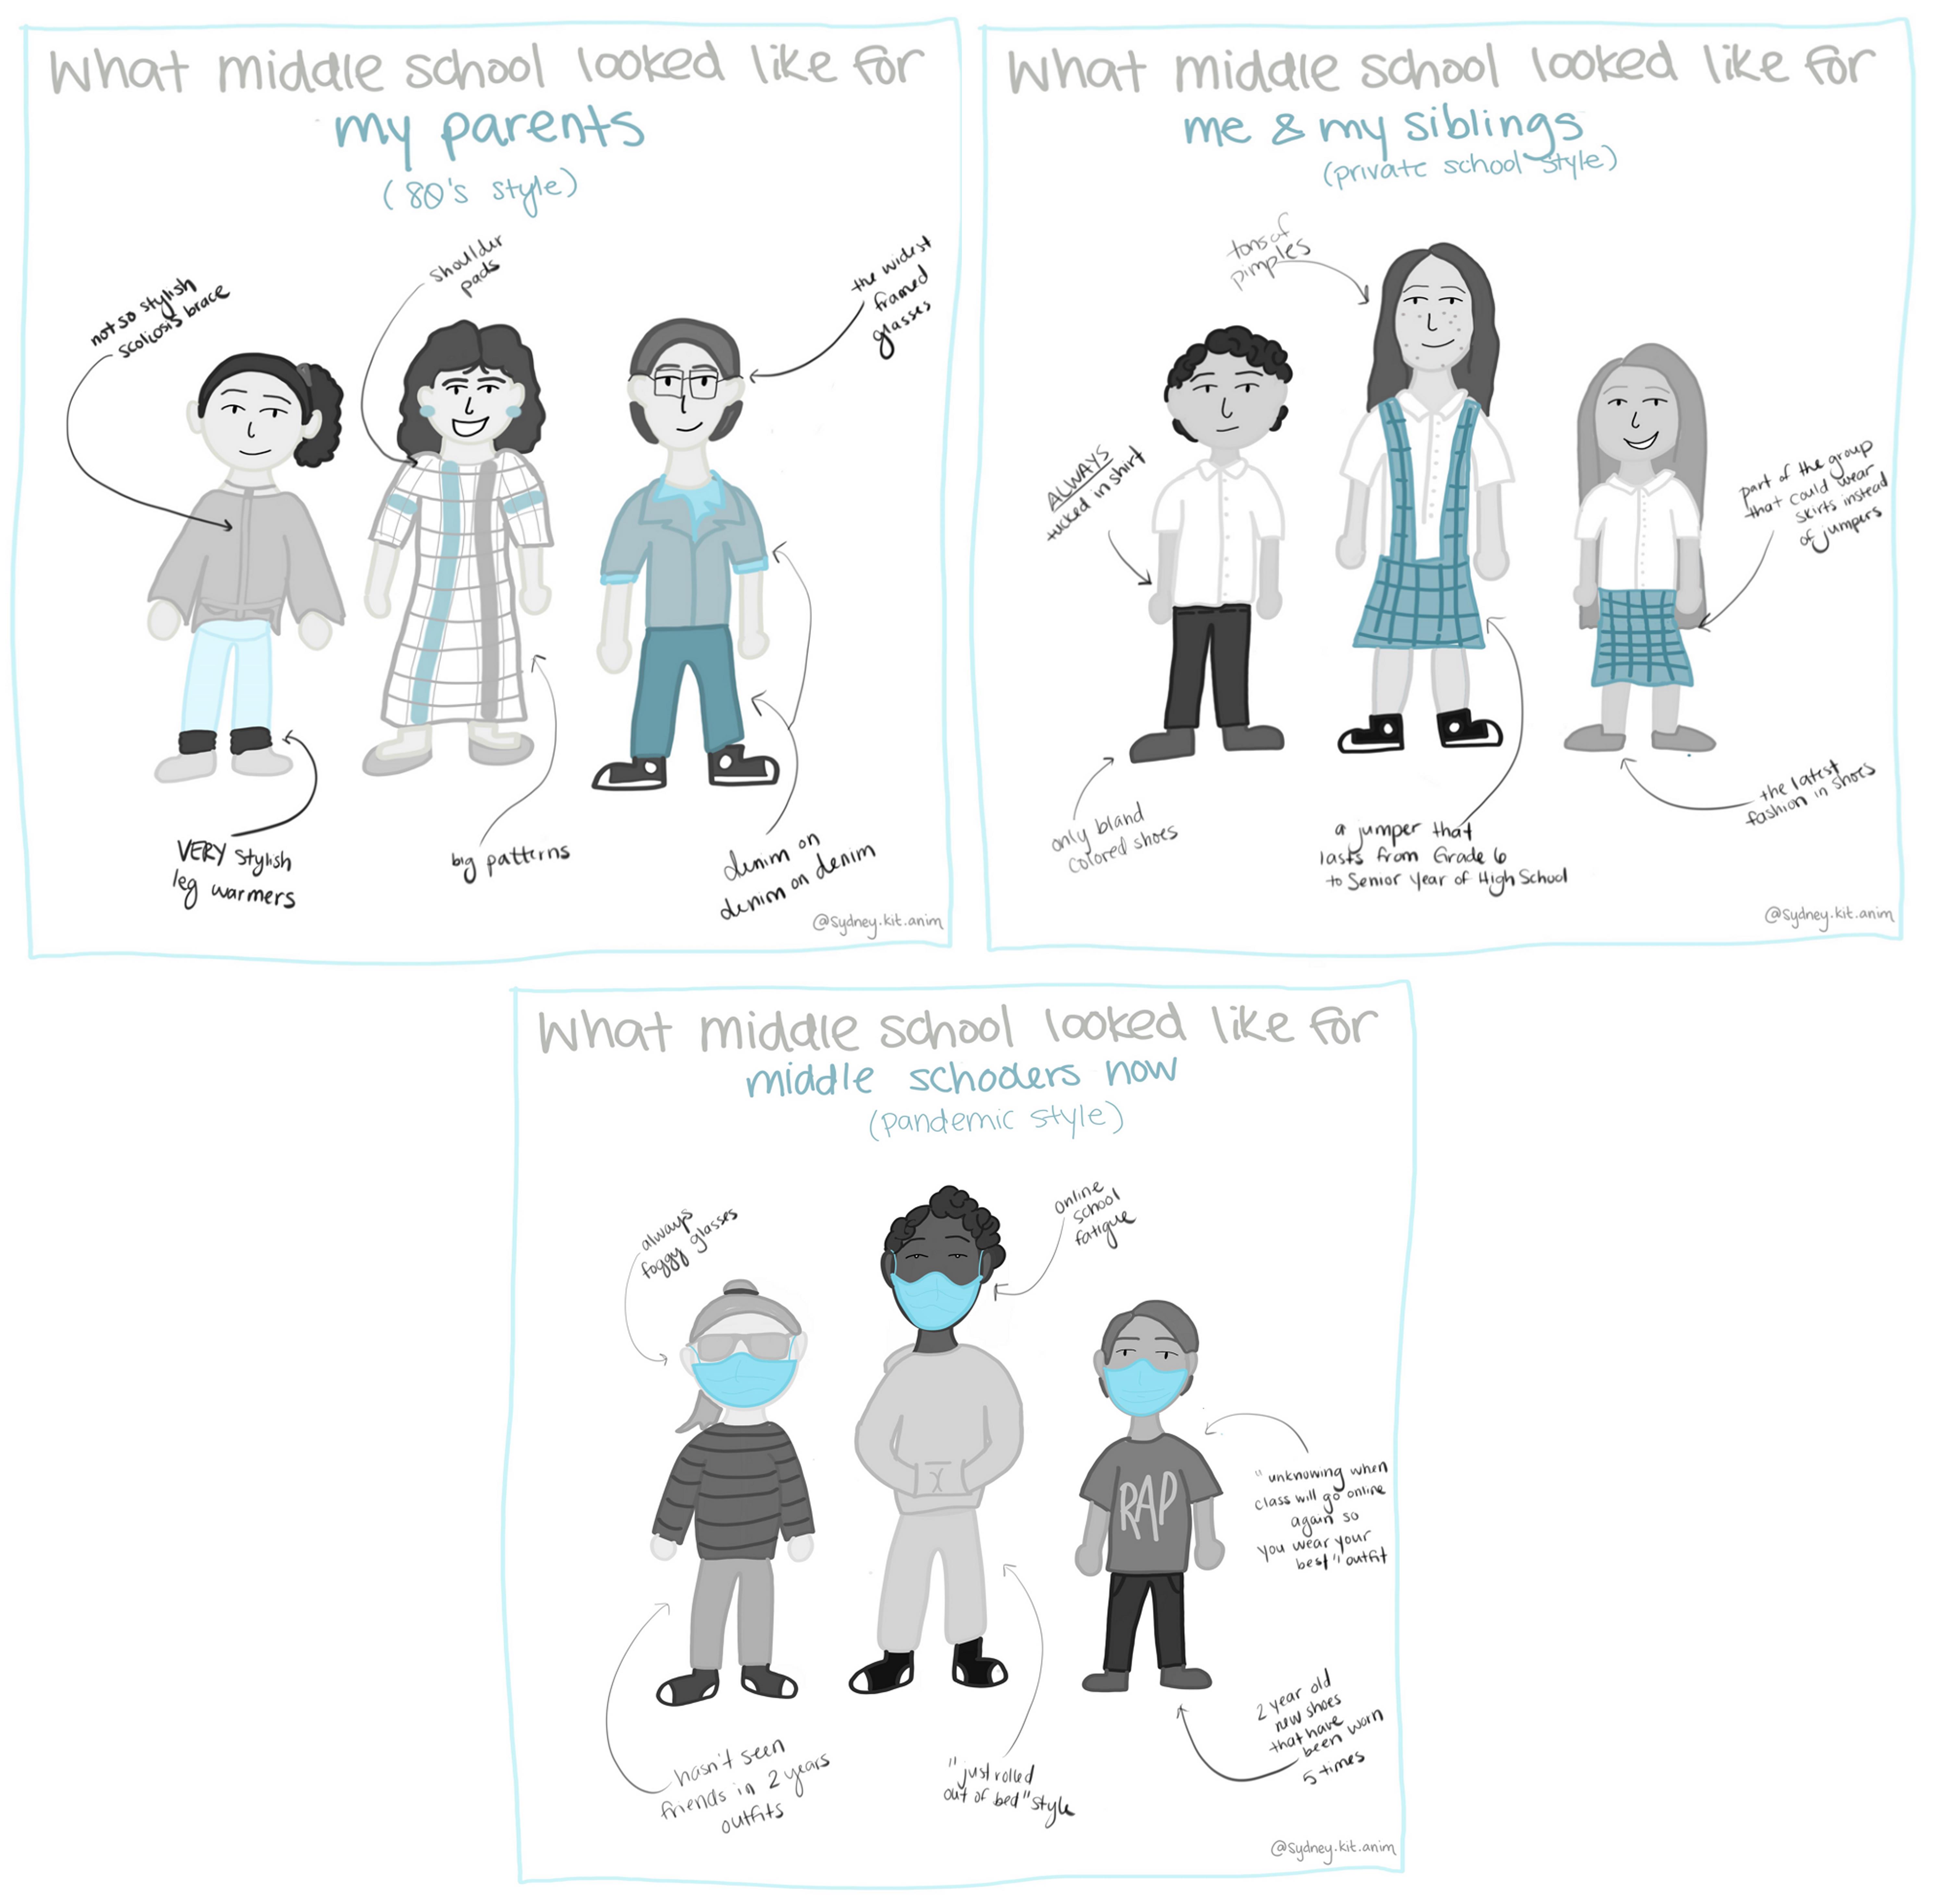 What middle school looked like for
my parents
(80's style)
not so stylish
scoliosis brace
shoulder
pads
the widest
framed
glasses
VERY stylish
leg warmers
big patterns
denim on
denim on denim
@sydney.kit.anim
What middle school looked like for
me & my siblings
(private school style)
tons of
pimples
ALWAYS
tucked in shirt
part of the group
that could wear
skirts instead
of jumpers
only bland
colored shoes
a jumper that
lasts from Grade 6
to Senior Year of High School
the latest
fashion in shoes
@sydney.kit.anim
What middle school looked like for
middle schoolers now
(pandemic style)
always
foggy glasses
online
school
fatigue
RAP
"unknowing when
class will go online
again so
you wear your
best" outfit
hasn't seen
friends in 2 years
outfits
"just rolled
out of bed" style
2 year old
new shoes
that have
been worn
5 times
@sydney.kit.anim